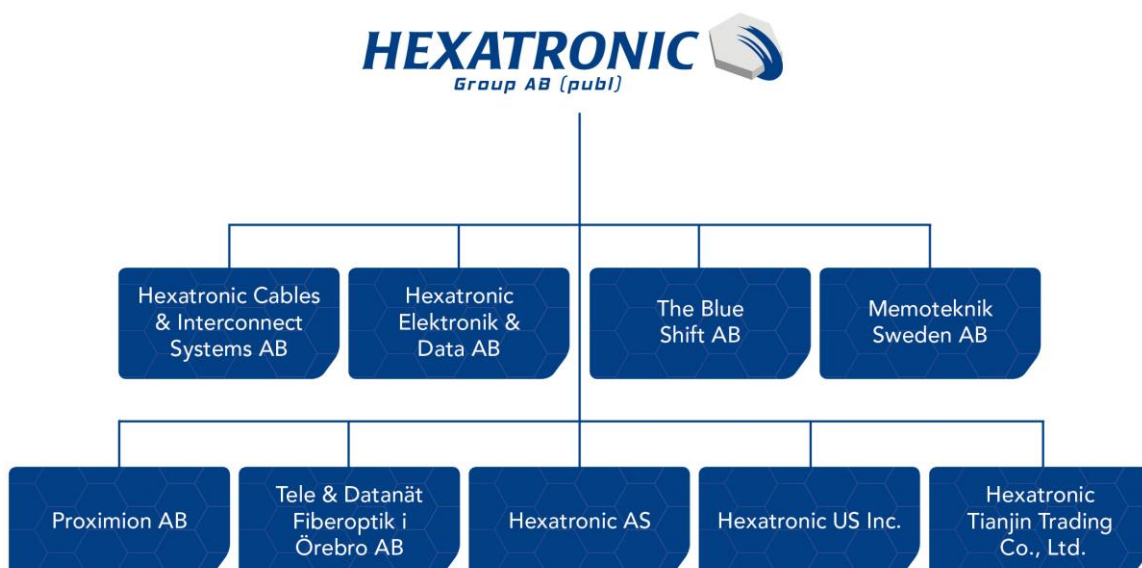 HEXATRONIC
Group AB (publ)
Hexatronic Cables
& Interconnect
Systems AB
Hexatronic
Elektronik &
Data AB
The Blue
Shift AB
Memoteknik
Sweden AB
Proximion AB
Tele & Datanät
Fiberoptik i
Örebro AB
Hexatronic AS
Hexatronic US Inc.
Hexatronic
Tianjin Trading
Co., Ltd.